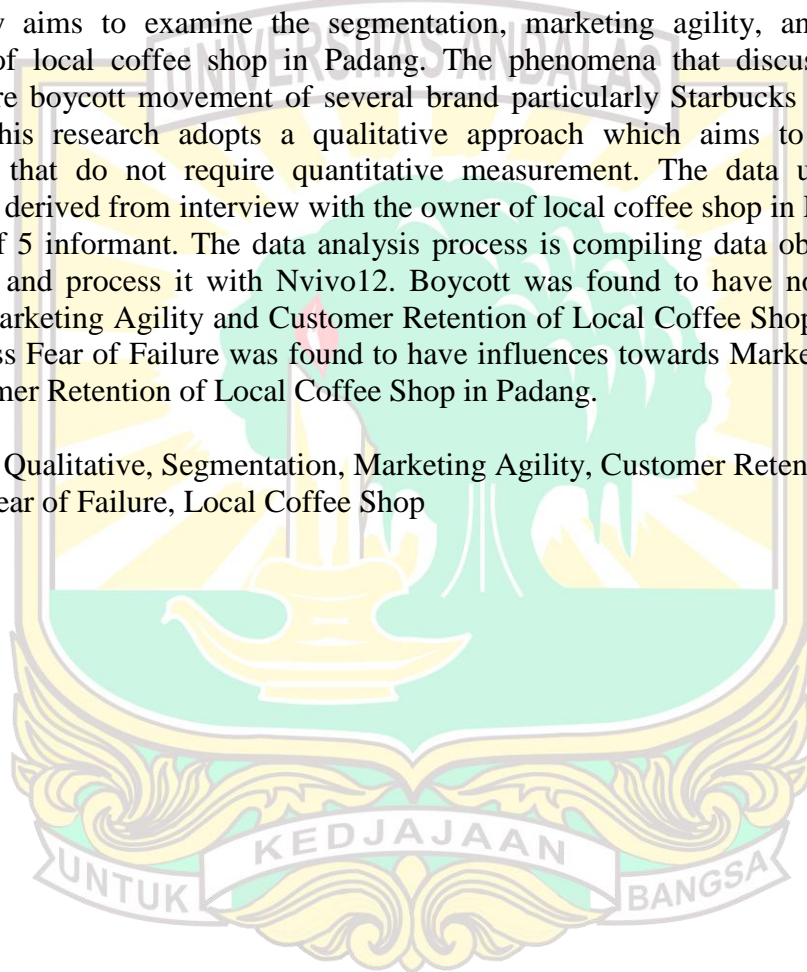 aims to examine the segmentation, marketing agility, an
of local coffee shop in Padang. The phenomena that discus
re boycott movement of several brand particularly Starbucks
his research adopts a qualitative approach which aims to
that do not require quantitative measurement. The data u
derived from interview with the owner of local coffee shop in
f 5 informant. The data analysis process is compiling data ob
and process it with Nvivo12. Boycott was found to have no
arketing Agility and Customer Retention of Local Coffee Shop
ss Fear of Failure was found to have influences towards Marke
mer Retention of Local Coffee Shop in Padang.
Qualitative, Segmentation, Marketing Agility, Customer Reten
ear of Failure, Local Coffee Shop
UNIVERSITAS ANDALAS
UNTUK KEDJAJAAN BANGSA